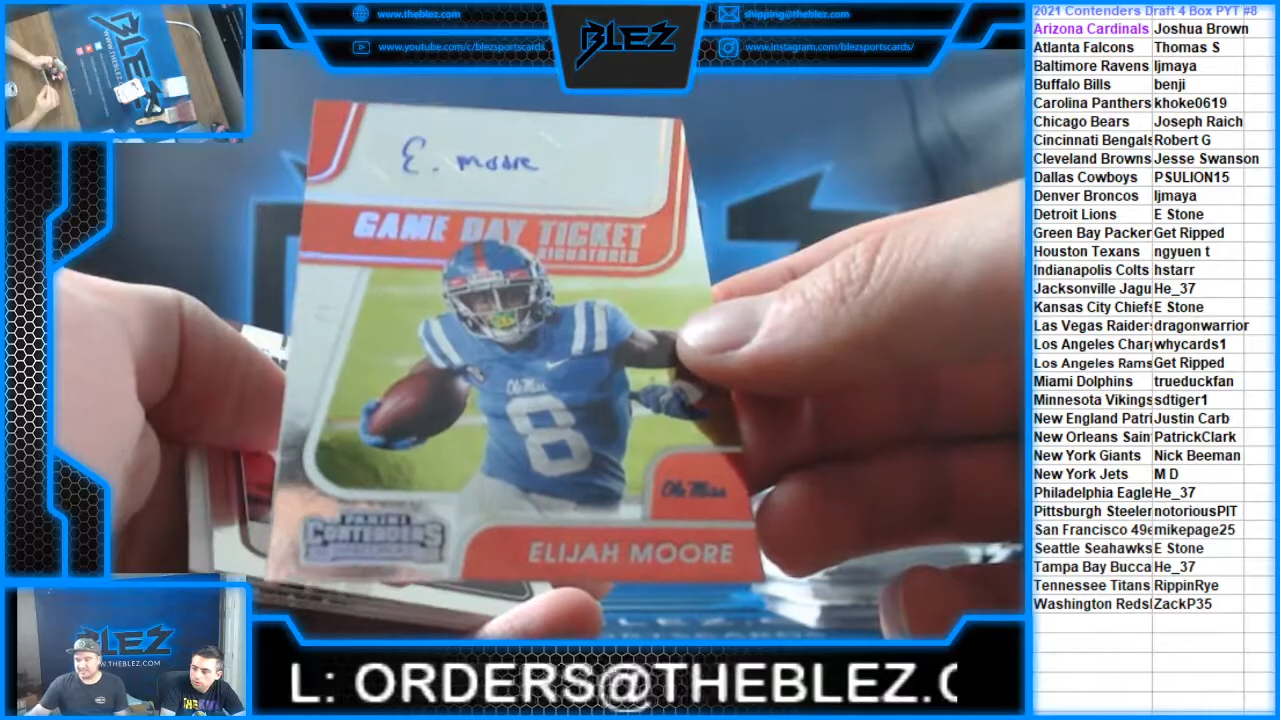 www.theblez.com
www.youtube.com/c/blezsportscards
BLEZ
shipping@theblez.com
www.instagram.com/blezsportscards/
E. moore
GAME DAY TICKET
SIGNATURES
Ole Miss
8
Ole Miss
PANINI
CONTENDERS
ELIJAH MOORE
BLEZ
WWW.THEBLEZ.COM
L: ORDERS@THEBLEZ.C
2021 Contenders Draft 4 Box PYT #8
Arizona Cardinals Joshua Brown
Atlanta Falcons Thomas S
Baltimore Ravens ljmaya
Buffalo Bills benji
Carolina Panthers khoke0619
Chicago Bears Joseph Raich
Cincinnati Bengals Robert G
Cleveland Browns Jesse Swanson
Dallas Cowboys PSULION15
Denver Broncos ljmaya
Detroit Lions E Stone
Green Bay Packer Get Ripped
Houston Texans ngyuen t
Indianapolis Colts hstarr
Jacksonville Jagu He_37
Kansas City Chiefs E Stone
Las Vegas Raiders dragonwarrior
Los Angeles Charg whycards1
Los Angeles Rams Get Ripped
Miami Dolphins trueduckfan
Minnesota Vikings sdtiger1
New England Patri Justin Carb
New Orleans Saint PatrickClark
New York Giants Nick Beeman
New York Jets M D
Philadelphia Eagle He_37
Pittsburgh Steeler notoriousPIT
San Francisco 49e mikepage25
Seattle Seahawks E Stone
Tampa Bay Bucca He_37
Tennessee Titans RippinRye
Washington Reds ZackP35